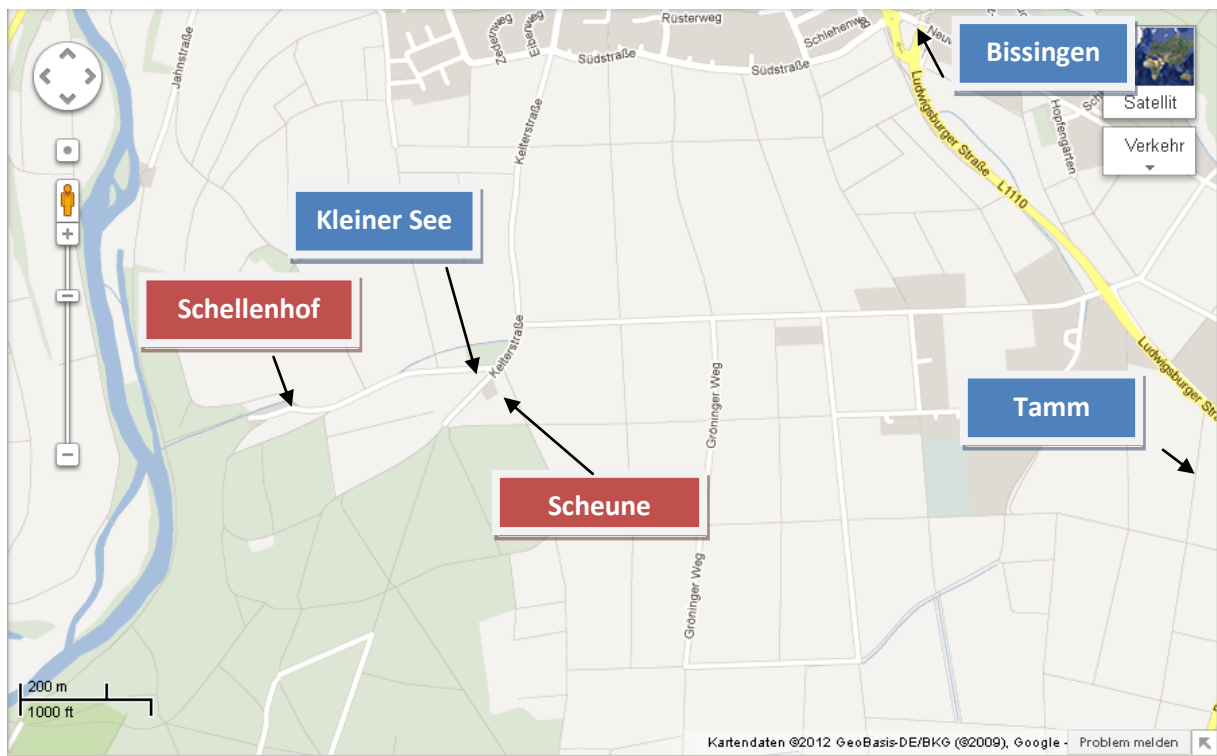 Jahnstraße
Zedernweg
Eibenweg
Rüsterweg
Südstraße
Südstraße
Schlehenweg
Bissingen
Satellit
Verkehr
Hopfengarten
Kelterstraße
Ludwigsburger Straße
L1110
Kleiner See
Schellenhof
Kelterstraße
Gröninger Weg
Ludwigsburger Stra
Tamm
Scheune
Gröninger Weg
200 m
1000 ft
Kartendaten ©2012 GeoBasis-DE/BKG (©2009), Google -
Problem melden